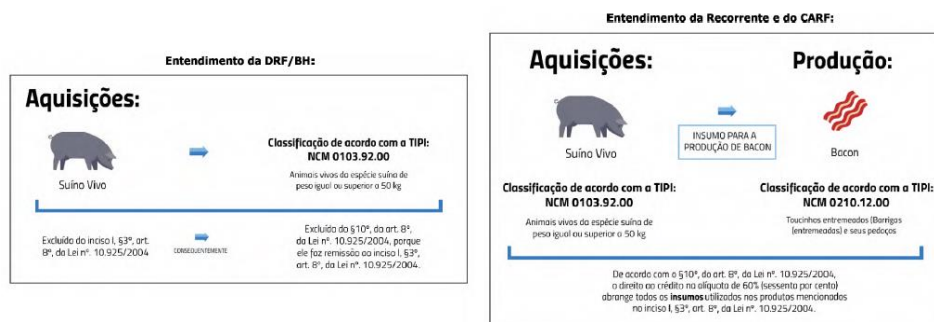 Entendimento da DRF/BH:
Aquisições:
Suíno Vivo
Classificação de acordo com a TIPI:
NCM 0103.92.00
Animais vivos da espécie suína de
peso igual ou superior a 50 kg
Excluído do inciso I, §3º, art.
8º, da Lei nº. 10.925/2004
CONSEQUENTEMENTE
Excluído do §10º, da art. 8º,
da Lei nº. 10.925/2004, porque
ele faz remissão ao inciso I, §3º,
art. 8º, da Lei nº. 10.925/2004.
Entendimento da Recorrente e do CARF:
Aquisições:
Produção:
Suíno Vivo
INSUMO PARA A
PRODUÇÃO DE BACON
Bacon
Classificação de acordo com a TIPI:
NCM 0103.92.00
Animais vivos da espécie suína de
peso igual ou superior a 50 kg
Classificação de acordo com a TIPI:
NCM 0210.12.00
Toucinhos entremeados (Barrigas
(entremeadas) e seus pedaços
De acordo com o §10º, do art. 8º, da Lei nº. 10.925/2004,
o direito ao crédito na alíquota de 60% (sessenta por cento)
abrange todos os insumos utilizados nos produtos mencionados
no inciso I, §3º, art. 8º, da Lei nº. 10.925/2004.